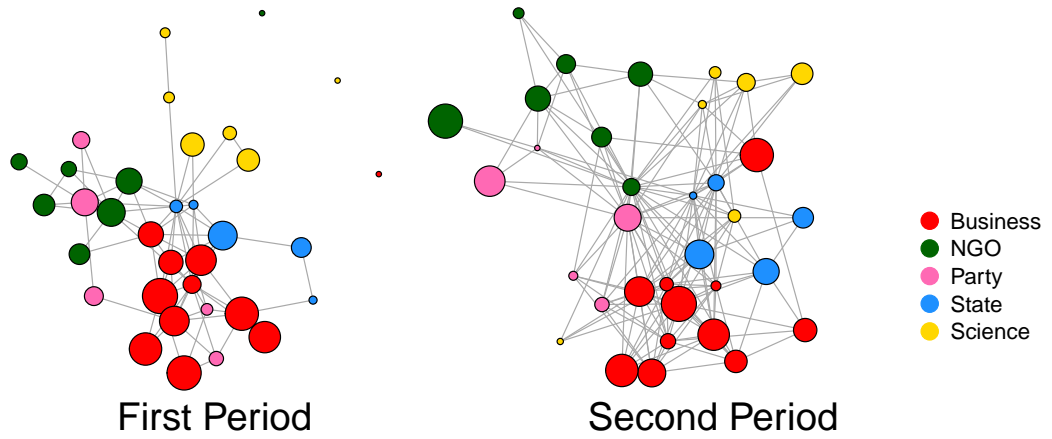 Business
NGO
Party
State
Science
First Period
Second Period